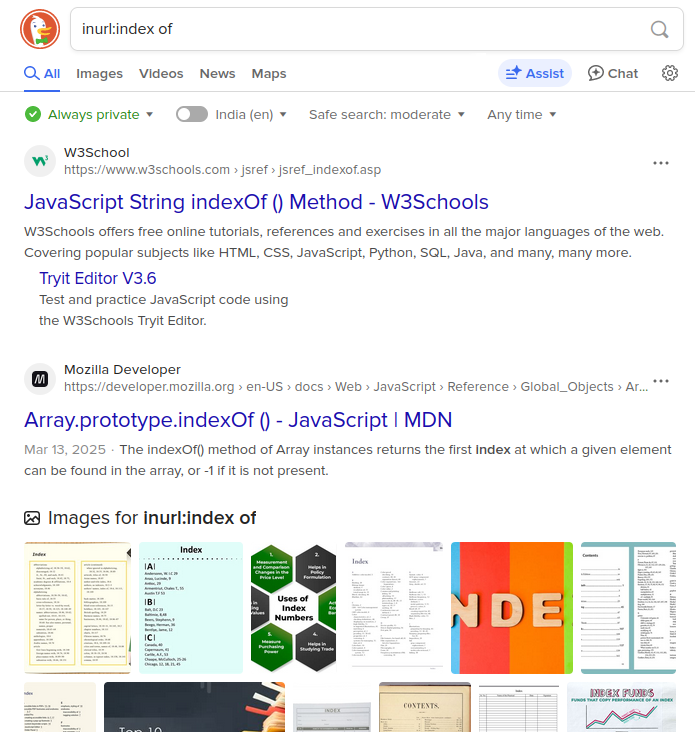 inurl:index of
All Images Videos News Maps Assist Chat
Always private India (en) Safe search: moderate Any time
W3School
https://www.w3schools.com › jsref › jsref_indexof.asp
JavaScript String indexOf () Method - W3Schools
W3Schools offers free online tutorials, references and exercises in all the major languages of the web.
Covering popular subjects like HTML, CSS, JavaScript, Python, SQL, Java, and many, many more.
Tryit Editor V3.6
Test and practice JavaScript code using
the W3Schools Tryit Editor.
Mozilla Developer
https://developer.mozilla.org › en-US › docs › Web › JavaScript › Reference › Global_Objects › Ar...
Array.prototype.indexOf () - JavaScript | MDN
Mar 13, 2025 · The indexOf() method of Array instances returns the first index at which a given element
can be found in the array, or -1 if it is not present.
Images for inurl:index of
Index
Index
|A|
|B|
|C|
1.
Measurement
and Comparison
Changes in the
Price Level
2.
Helps in
Policy
Formulation
Uses of
Index
Numbers
5.
Measure
Purchasing
Power
4.
Helps in
Studying Trade
Index
NDE
Contents
Index
Top 10
INDEX
CONTENTS.
Index
INDEX FUNDS
FUNDS THAT COPY PERFORMANCE OF AN INDEX